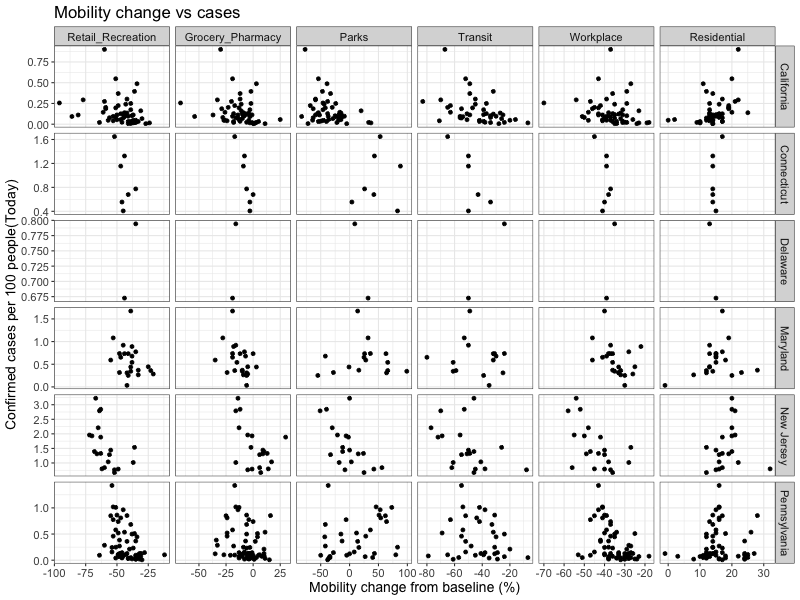 Mobility change vs cases
Retail_Recreation Grocery_Pharmacy Parks Transit Workplace Residential
0.75
0.50
0.25
0.00
California
1.6
1.2
0.8
0.4
Connecticut
0.800
0.775
0.750
0.725
0.700
0.675
Delaware
1.5
1.0
0.5
0.0
Maryland
3.0
2.5
2.0
1.5
1.0
New Jersey
1.0
0.5
0.0
Pennsylvania
Confirmed cases per 100 people(Today)
-100 -75 -50 -25 -50 -25 0 25 -50 0 50 100 -80 -60 -40 -20 -70 -60 -50 -40 -30 -20 0 10 20 30
Mobility change from baseline (%)